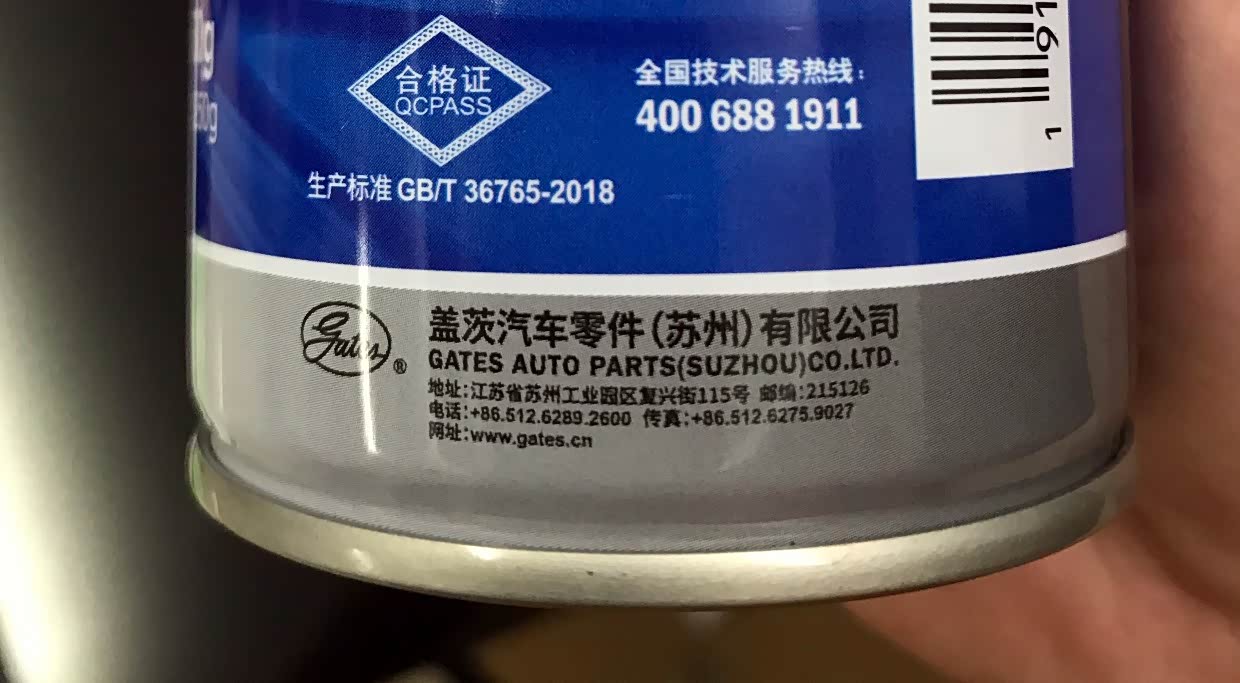 合格证
QCPASS
全国技术服务热线：
400 688 1911
生产标准 GB/T 36765-2018
Gates ®
盖茨汽车零件(苏州)有限公司
GATES AUTO PARTS(SUZHOU)CO.LTD.
地址:江苏省苏州工业园区复兴街115号 邮编:215126
电话:+86.512.6289.2600 传真:+86.512.6275.9027
网址:www.gates.cn